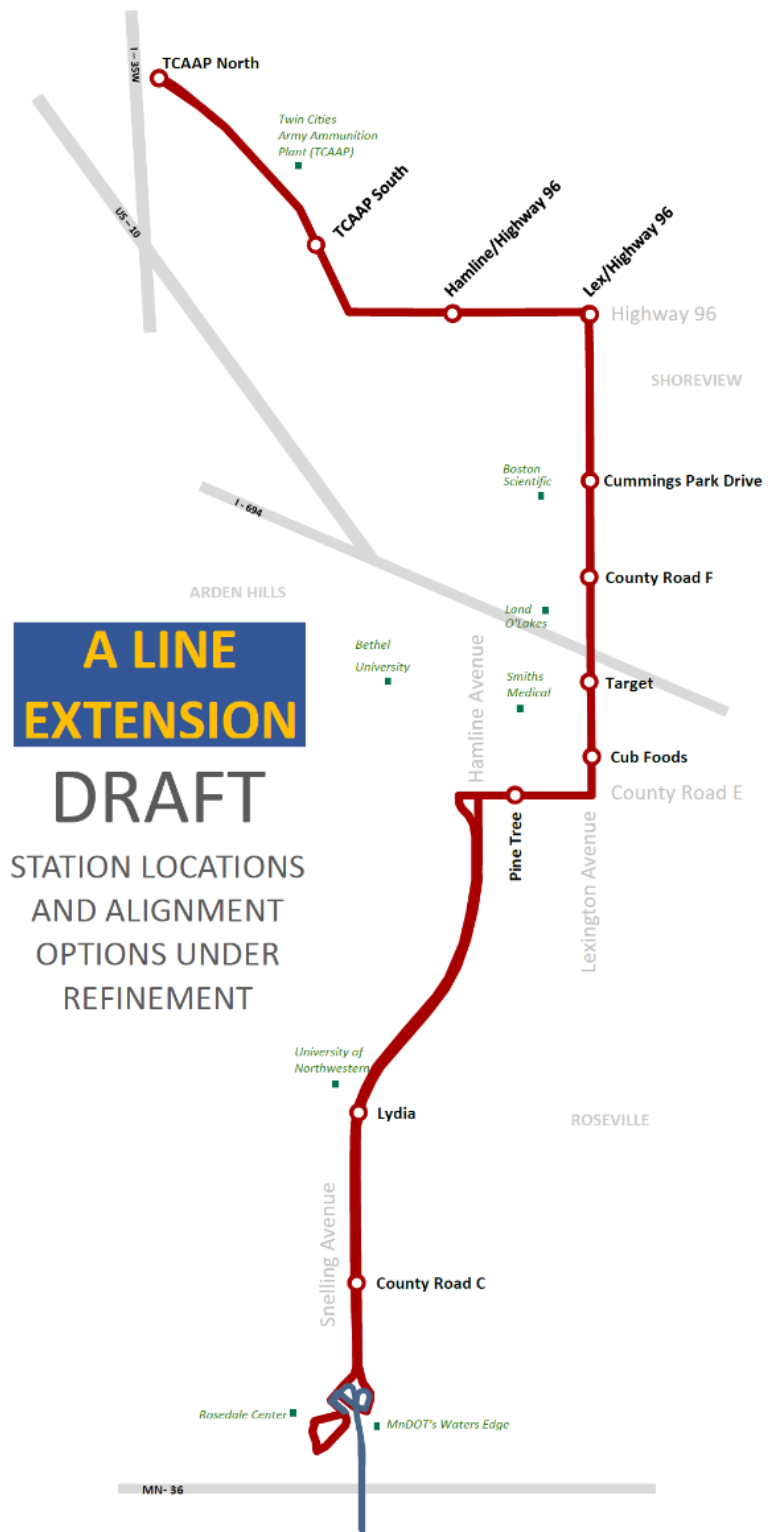 I - 35W
TCAAP North
Twin Cities
Army Ammunition
Plant (TCAAP)
US - 10
TCAAP South
Hamline/Highway 96
Lex/Highway 96
Highway 96
SHOREVIEW
Boston
Scientific
Cummings Park Drive
I - 694
County Road F
ARDEN HILLS
Land
O'Lakes
A LINE
EXTENSION
Bethel
University
Hamline Avenue
Smiths
Medical
Target
Cub Foods
County Road E
DRAFT
Pine Tree
Lexington Avenue
STATION LOCATIONS
AND ALIGNMENT
OPTIONS UNDER
REFINEMENT
University of
Northwestern
Lydia
ROSEVILLE
Snelling Avenue
County Road C
Rosedale Center
MnDOT's Waters Edge
MN- 36